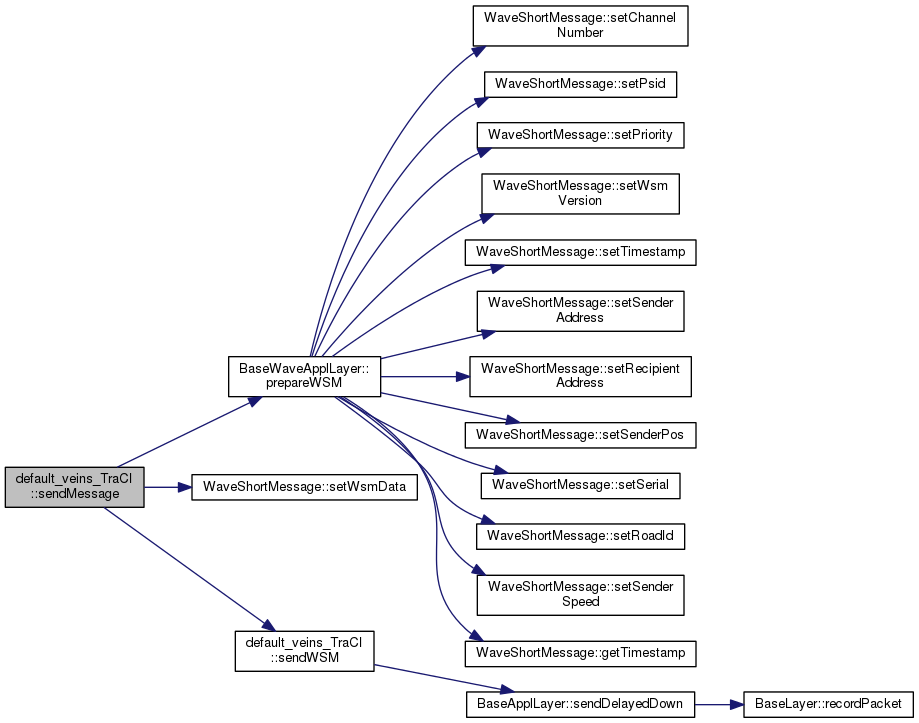 WaveShortMessage::setChannel
Number
WaveShortMessage::setPsid
WaveShortMessage::setPriority
WaveShortMessage::setWsm
Version
WaveShortMessage::setTimestamp
WaveShortMessage::setSender
Address
BaseWaveApplLayer::
prepareWSM
WaveShortMessage::setRecipient
Address
WaveShortMessage::setSenderPos
default_veins_TraCI
::sendMessage
WaveShortMessage::setWsmData
WaveShortMessage::setSerial
WaveShortMessage::setRoadId
WaveShortMessage::setSender
Speed
default_veins_TraCI
::sendWSM
WaveShortMessage::getTimestamp
BaseApplLayer::sendDelayedDown
BaseLayer::recordPacket